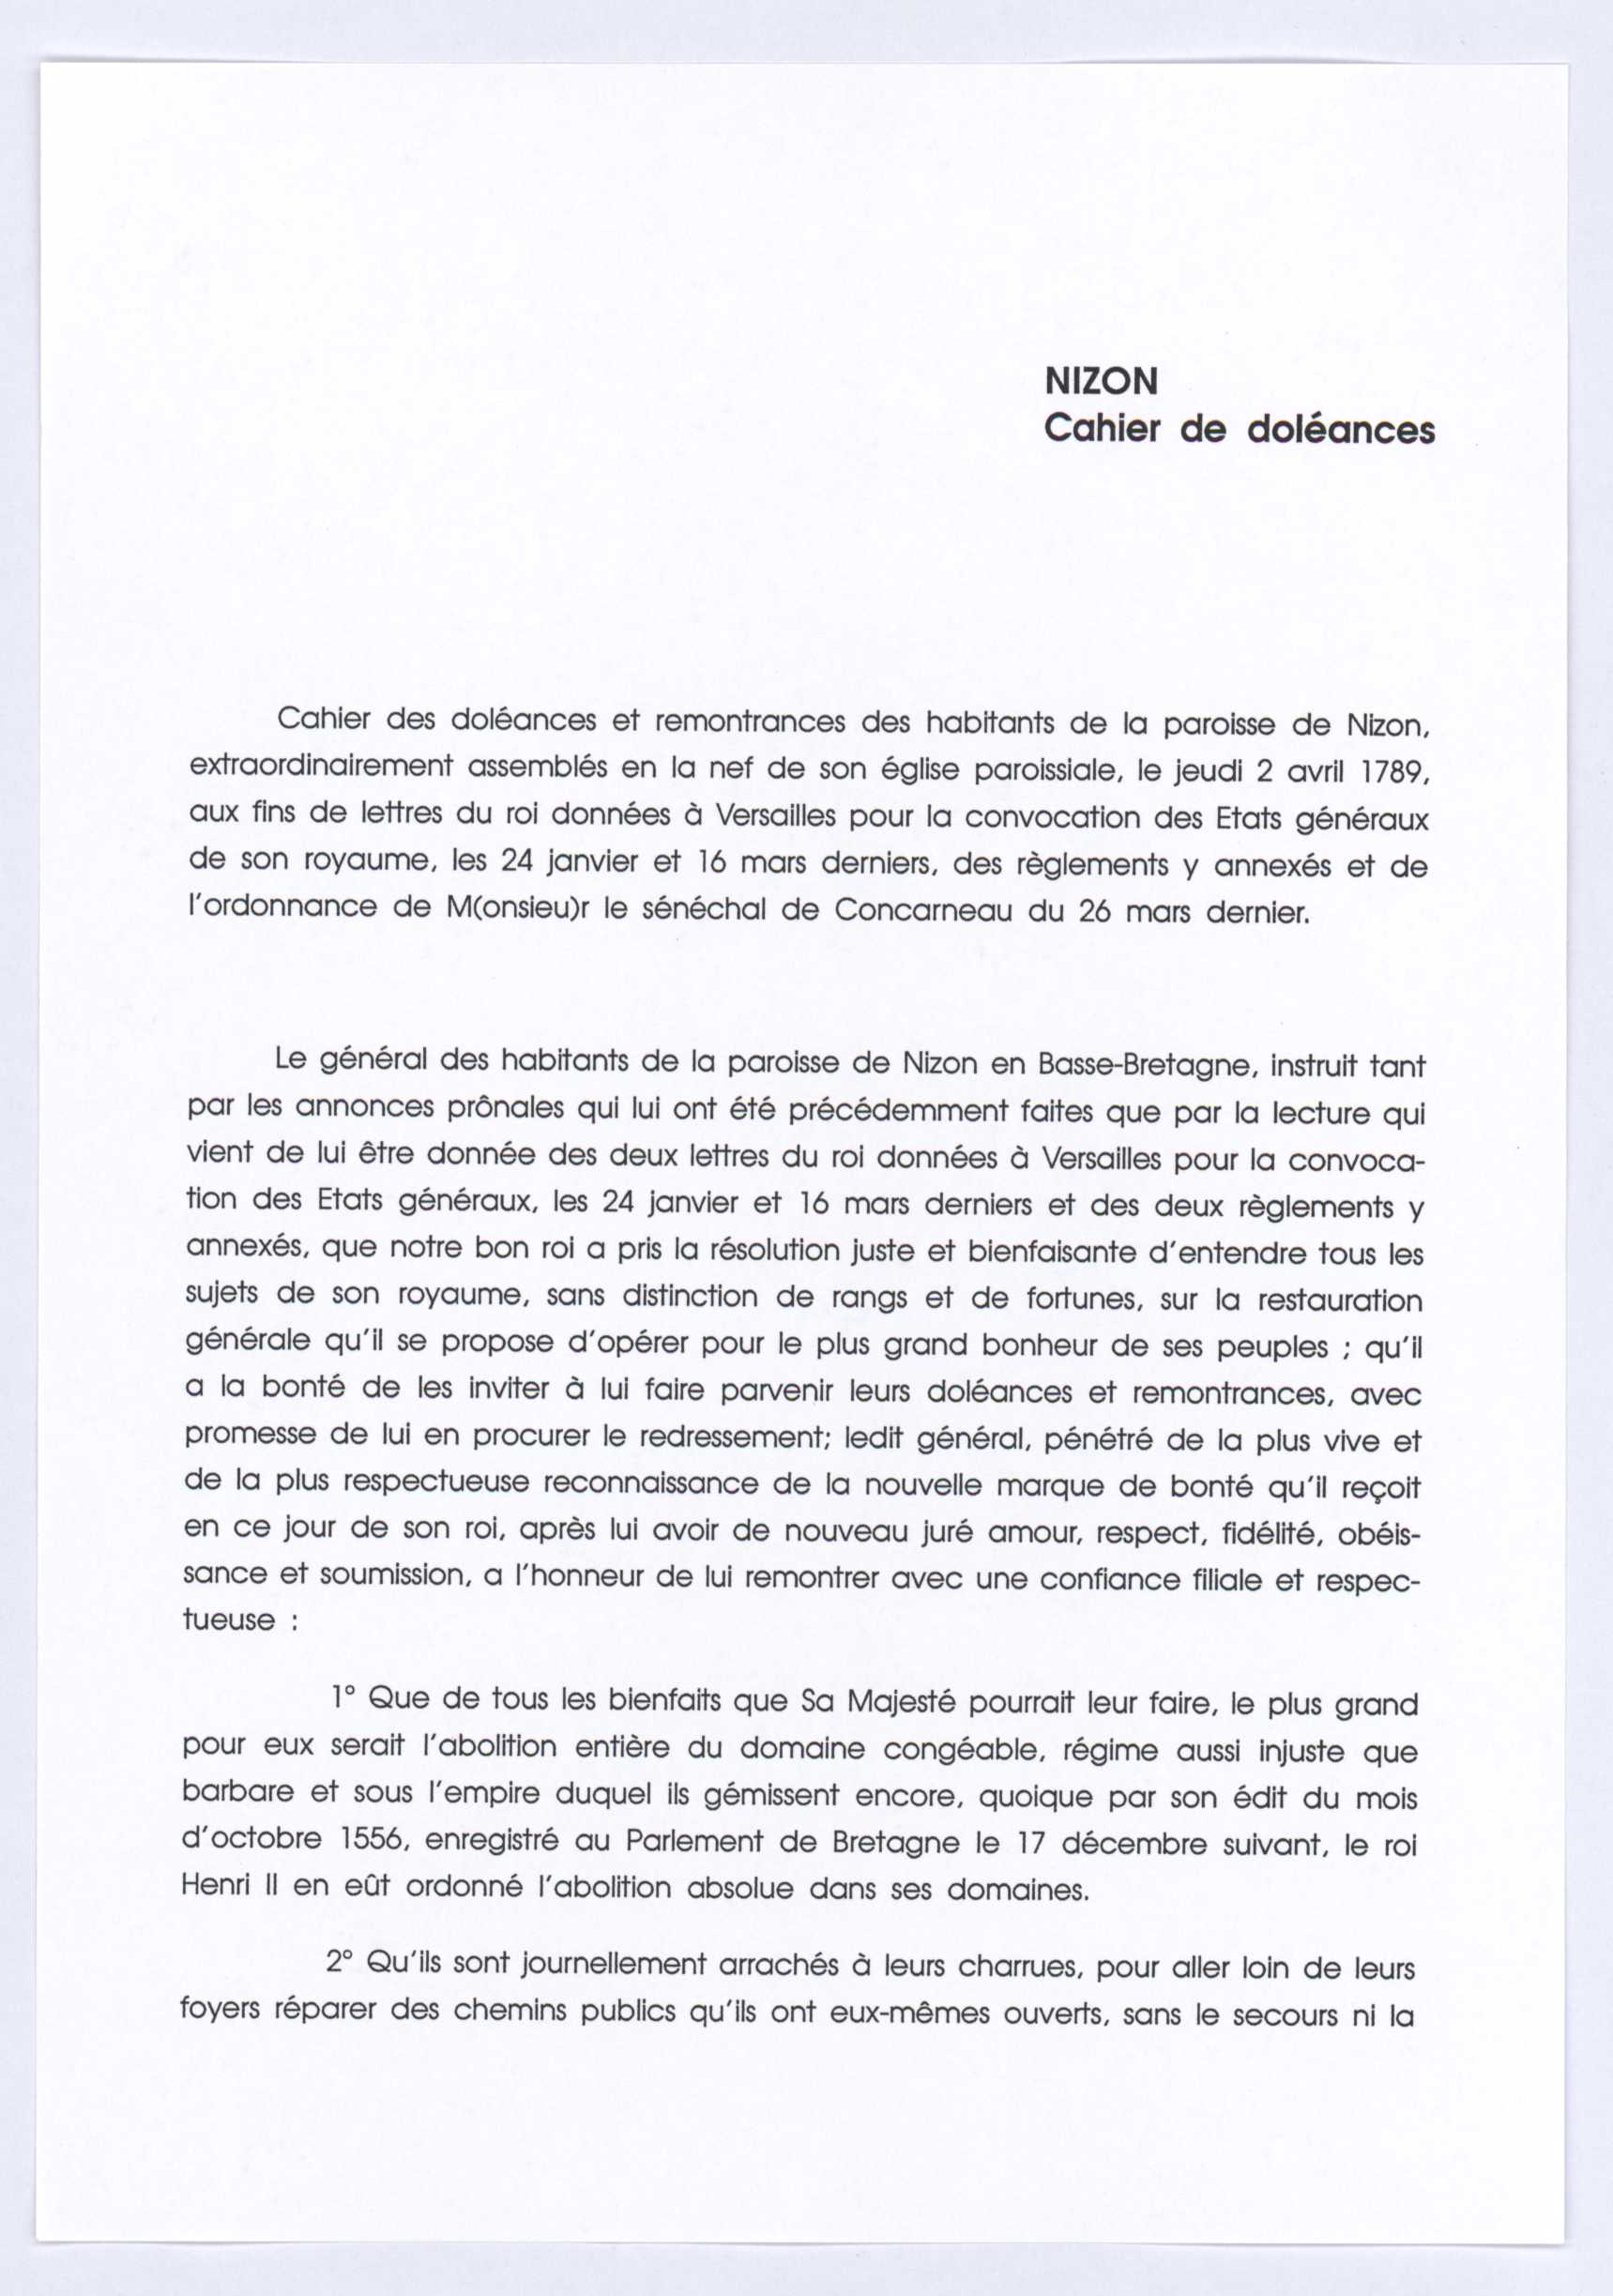 NIZON
Cahier de doléances
Cahier des doléances et remontrances des habitants de la paroisse de Nizon,
extraordinairement assemblés en la nef de son église paroissiale, le jeudi 2 avril 1789,
aux fins de lettres du roi données à Versailles pour la convocation des Etats généraux
de son royaume, les 24 janvier et 16 mars derniers, des règlements y annexés et de
l'ordonnance de M(onsieu)r le sénéchal de Concarneau du 26 mars dernier.
Le général des habitants de la paroisse de Nizon en Basse-Bretagne, instruit tant
par les annonces prônales qui lui ont été précédemment faites que par la lecture qui
vient de lui être donnée des deux lettres du roi données à Versailles pour la convoca-
tion des Etats généraux, les 24 janvier et 16 mars derniers et des deux règlements y
annexés, que notre bon roi a pris la résolution juste et bienfaisante d'entendre tous les
sujets de son royaume, sans distinction de rangs et de fortunes, sur la restauration
générale qu'il se propose d'opérer pour le plus grand bonheur de ses peuples ; qu'il
a la bonté de les inviter à lui faire parvenir leurs doléances et remontrances, avec
promesse de lui en procurer le redressement; ledit général, pénétré de la plus vive et
de la plus respectueuse reconnaissance de la nouvelle marque de bonté qu'il reçoit
en ce jour de son roi, après lui avoir de nouveau juré amour, respect, fidélité, obéis-
sance et soumission, a l'honneur de lui remontrer avec une confiance filiale et respec-
tueuse :
1° Que de tous les bienfaits que Sa Majesté pourrait leur faire, le plus grand
pour eux serait l'abolition entière du domaine congéable, régime aussi injuste que
barbare et sous l'empire duquel ils gémissent encore, quoique par son édit du mois
d'octobre 1556, enregistré au Parlement de Bretagne le 17 décembre suivant, le roi
Henri II en eût ordonné l'abolition absolue dans ses domaines.
2° Qu'ils sont journellement arrachés à leurs charrues, pour aller loin de leurs
foyers réparer des chemins publics qu'ils ont eux-mêmes ouverts, sans le secours ni la